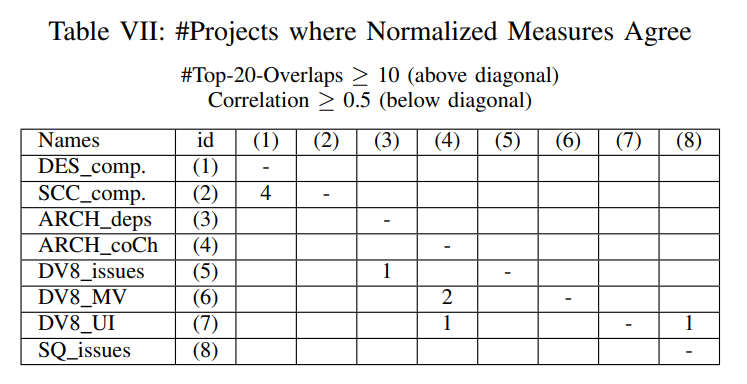 Table VII: #Projects where Normalized Measures Agree
#Top-20-Overlaps ≥ 10 (above diagonal)
Correlation ≥ 0.5 (below diagonal)
Names id (1) (2) (3) (4) (5) (6) (7) (8)
DES_comp. (1) -
SCC_comp. (2) 4 -
ARCH_deps (3) -
ARCH_coCh (4) -
DV8_issues (5) 1 -
DV8_MV (6) 2 -
DV8_UI (7) 1 - 1
SQ_issues (8) -